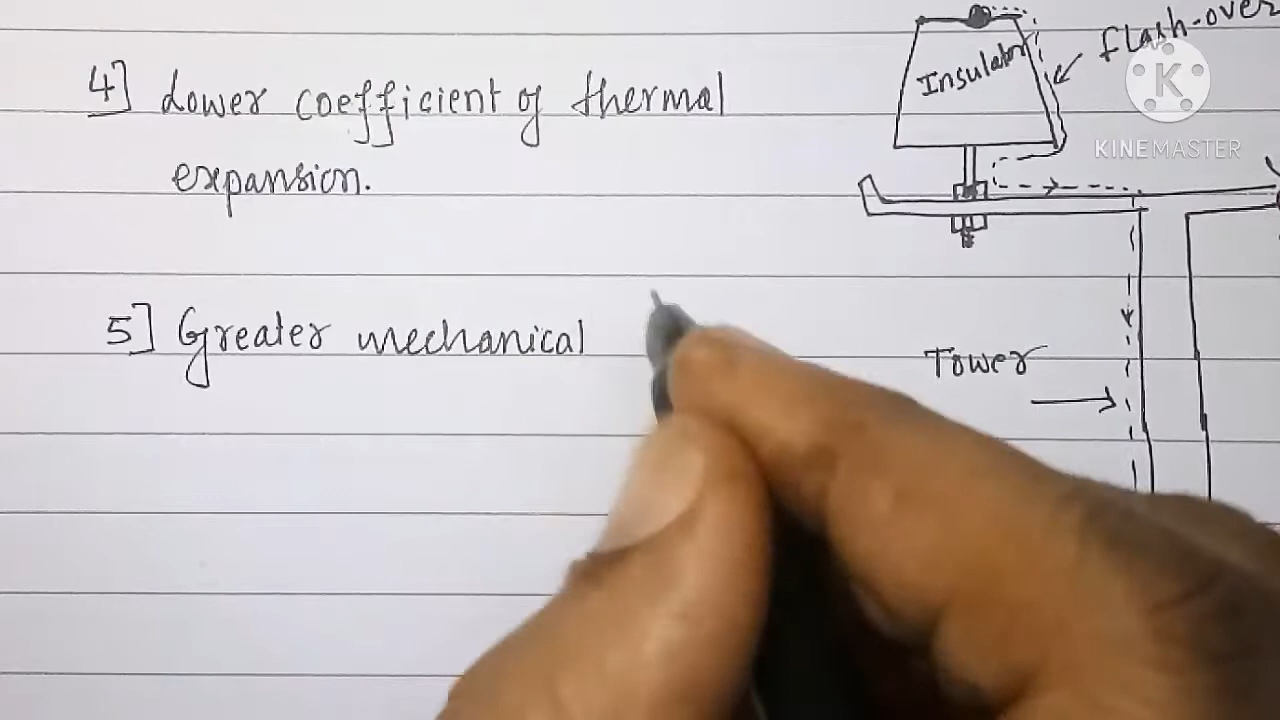 4] Lower coefficient of thermal
expansion.
5] Greater mechanical
Insulator
flash-over
K
KINEMASTER
Tower